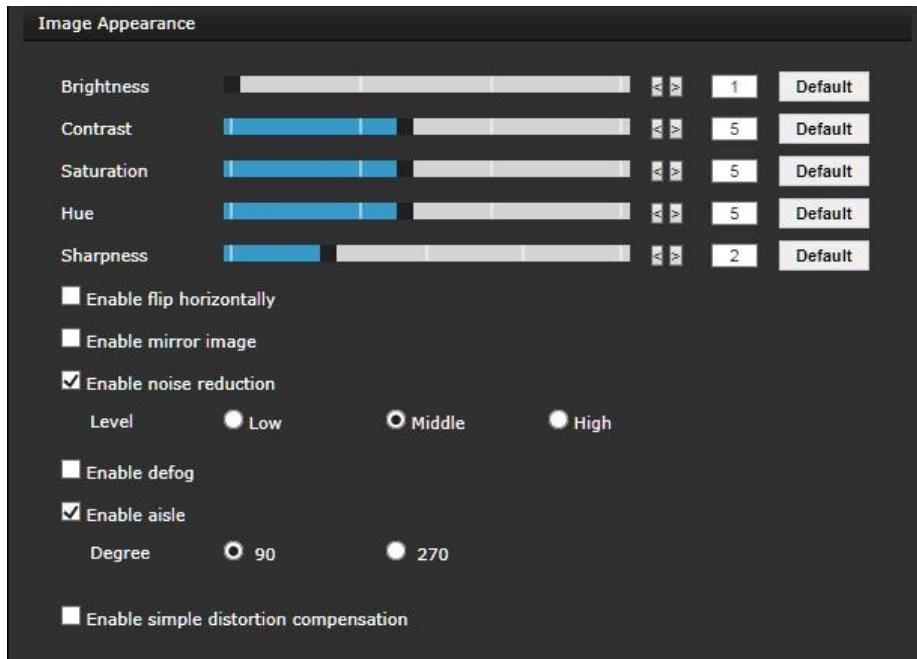 Image Appearance
Brightness < > 1 Default
Contrast < > 5 Default
Saturation < > 5 Default
Hue < > 5 Default
Sharpness < > 2 Default
Enable flip horizontally
Enable mirror image
Enable noise reduction
Level Low Middle High
Enable defog
Enable aisle
Degree 90 270
Enable simple distortion compensation